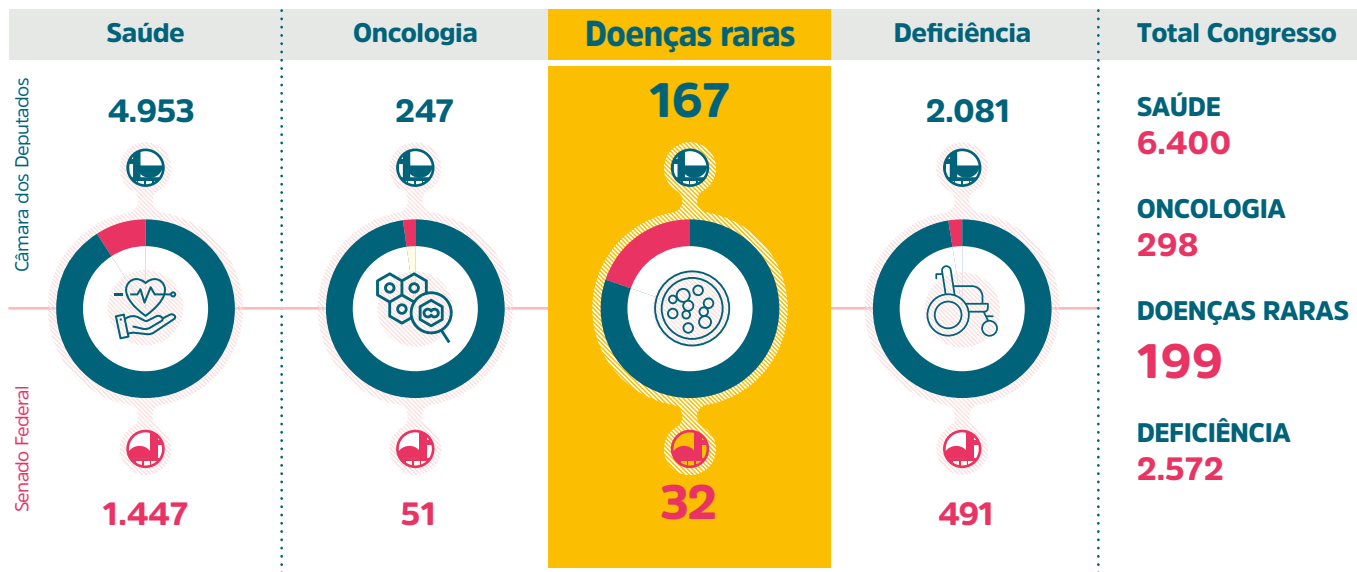 Saúde
Oncologia
Doenças raras
Deficiência
Total Congresso
Câmara dos Deputados
4.953
247
167
2.081
Senado Federal
1.447
51
32
491
SAÚDE
6.400
ONCOLOGIA
298
DOENÇAS RARAS
199
DEFICIÊNCIA
2.572